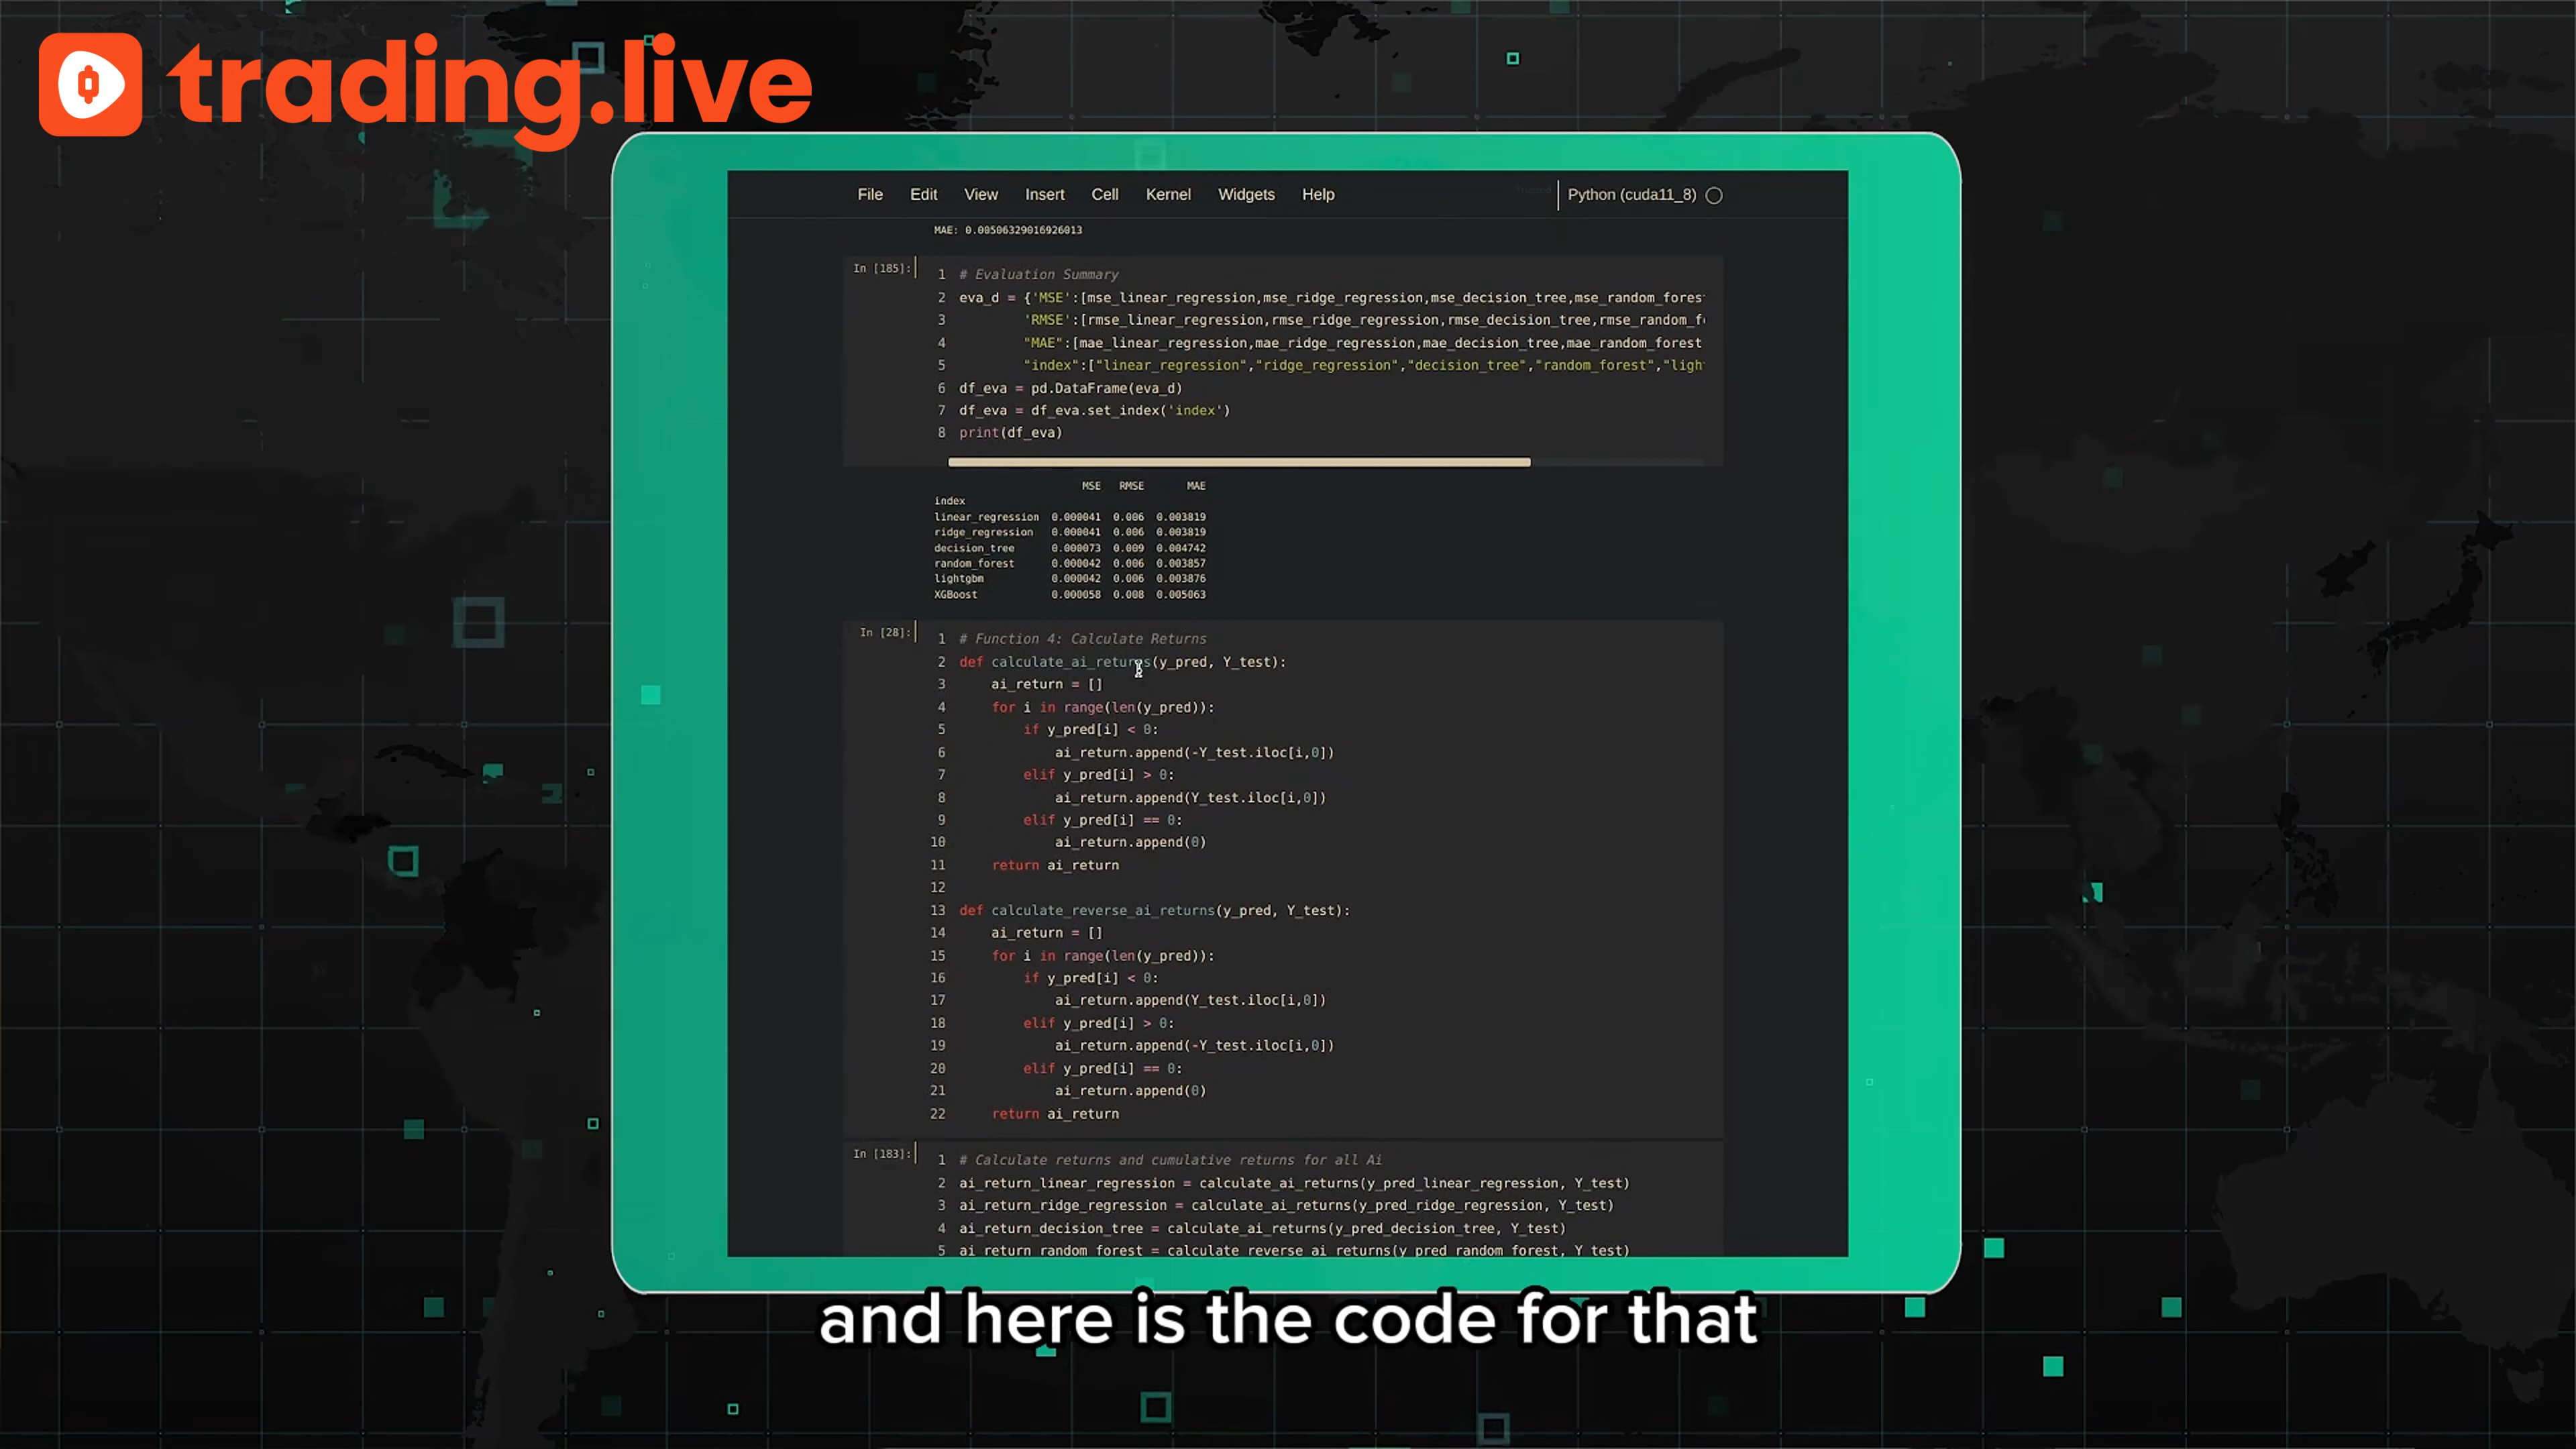 trading.live
File Edit View Insert Cell Kernel Widgets Help Python (cuda11_8)
MAE: 0.00506329016926013
In [185]:
1 # Evaluation Summary
2 eva_d = {'MSE':[mse_linear_regression,mse_ridge_regression,mse_decision_tree,mse_random_fores
3 'RMSE':[rmse_linear_regression,rmse_ridge_regression,rmse_decision_tree,rmse_random_f
4 "MAE":[mae_linear_regression,mae_ridge_regression,mae_decision_tree,mae_random_forest
5 "index":["linear_regression","ridge_regression","decision_tree","random_forest","ligh
6 df_eva = pd.DataFrame(eva_d)
7 df_eva = df_eva.set_index('index')
8 print(df_eva)
MSE RMSE MAE
index
linear_regression 0.000041 0.006 0.003819
ridge_regression 0.000041 0.006 0.003819
decision_tree 0.000073 0.009 0.004742
random_forest 0.000042 0.006 0.003857
lightgbm 0.000042 0.006 0.003876
XGBoost 0.000058 0.008 0.005063
In [28]:
1 # Function 4: Calculate Returns
2 def calculate_ai_returns(y_pred, Y_test):
3 ai_return = []
4 for i in range(len(y_pred)):
5 if y_pred[i] < 0:
6 ai_return.append(-Y_test.iloc[i,0])
7 elif y_pred[i] > 0:
8 ai_return.append(Y_test.iloc[i,0])
9 elif y_pred[i] == 0:
10 ai_return.append(0)
11 return ai_return
12
13 def calculate_reverse_ai_returns(y_pred, Y_test):
14 ai_return = []
15 for i in range(len(y_pred)):
16 if y_pred[i] < 0:
17 ai_return.append(Y_test.iloc[i,0])
18 elif y_pred[i] > 0:
19 ai_return.append(-Y_test.iloc[i,0])
20 elif y_pred[i] == 0:
21 ai_return.append(0)
22 return ai_return
In [183]:
1 # Calculate returns and cumulative returns for all Ai
2 ai_return_linear_regression = calculate_ai_returns(y_pred_linear_regression, Y_test)
3 ai_return_ridge_regression = calculate_ai_returns(y_pred_ridge_regression, Y_test)
4 ai_return_decision_tree = calculate_ai_returns(y_pred_decision_tree, Y_test)
5 ai_return_random_forest = calculate_reverse_ai_returns(y_pred_random_forest, Y_test)
and here is the code for that